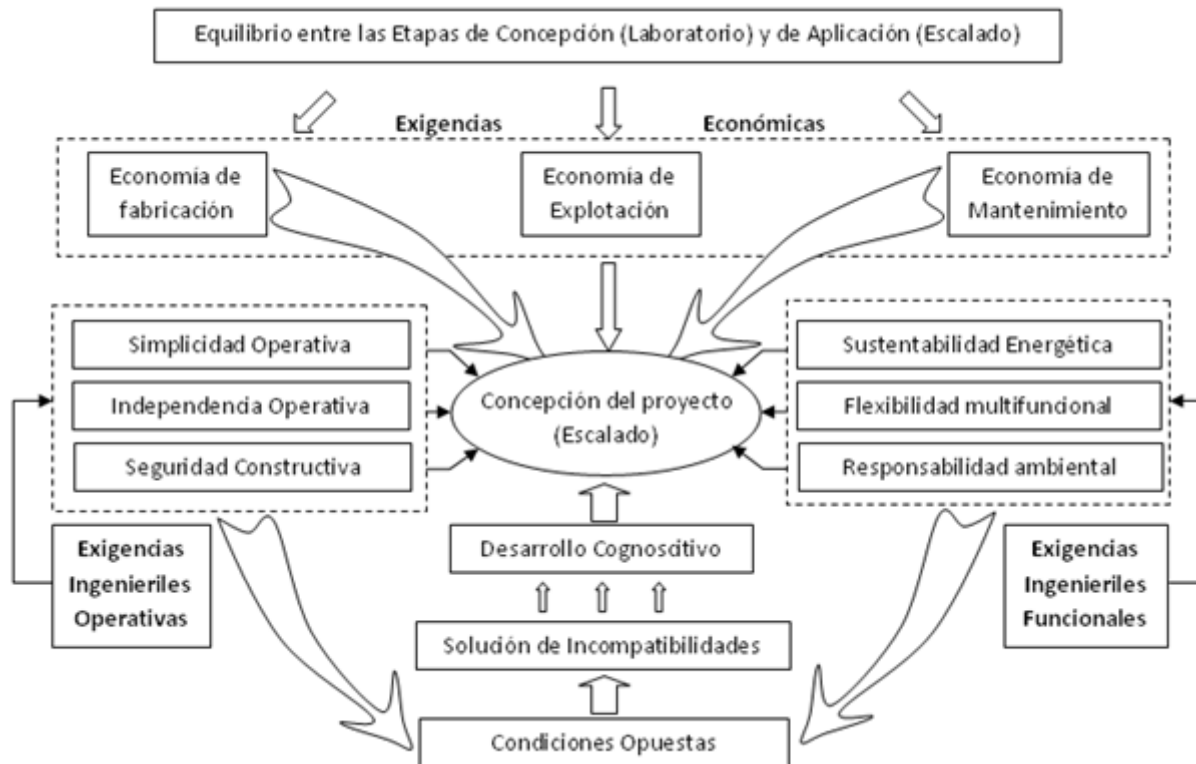 Equilibrio entre las Etapas de Concepción (Laboratorio) y de Aplicación (Escalado)
Exigencias Económicas
Economía de
fabricación
Economía de
Explotación
Economía de
Mantenimiento
Simplicidad Operativa
Independencia Operativa
Seguridad Constructiva
Concepción del proyecto
(Escalado)
Sustentabilidad Energética
Flexibilidad multifuncional
Responsabilidad ambiental
Exigencias
Ingenieriles
Operativas
Desarrollo Cognoscitivo
Exigencias
Ingenieriles
Funcionales
Solución de Incompatibilidades
Condiciones Opuestas